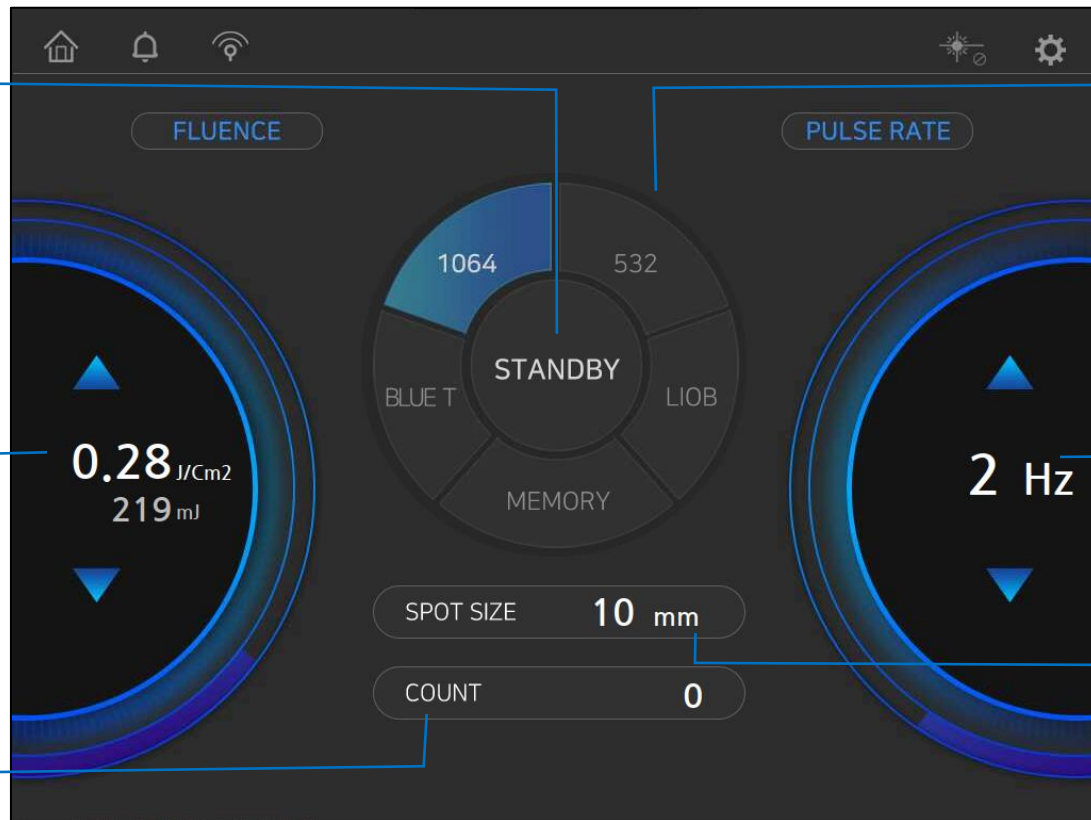 FLUENCE
PULSE RATE
1064
532
STANDBY
BLUE T
LIOB
MEMORY
0.28 J/Cm2
219 mJ
2 Hz
SPOT SIZE 10 mm
COUNT 0